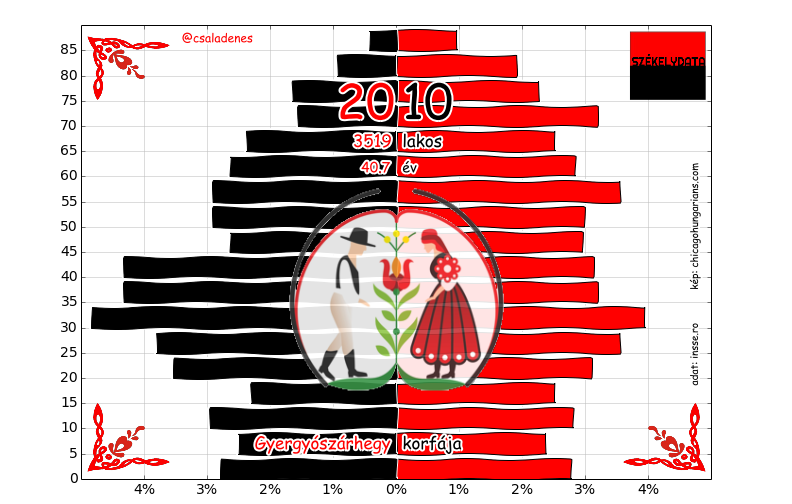 @csaladenes
SZÉKELYDATA
2010
3519 lakos
40.7 év
kép: chicagohungarians.com
adat: insse.ro
Gyergyószárhegy korfája
85
80
75
70
65
60
55
50
45
40
35
30
25
20
15
10
5
0
4% 3% 2% 1% 0% 1% 2% 3% 4%